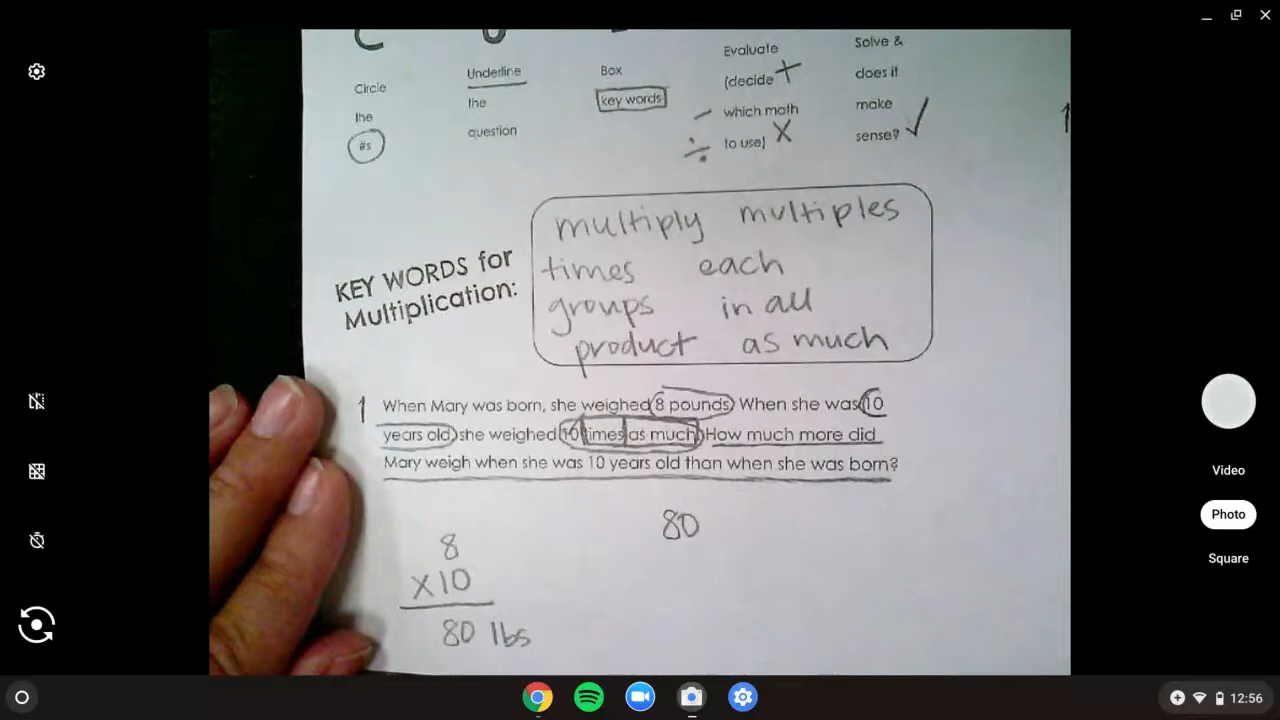 C U
Circle
the
#s
Underline
the
question
Box
key words
Evaluate
(decide +
- which math
÷ to use) X
Solve &
does it
make
sense? ✓
KEY WORDS for
Multiplication:
multiply multiples
times each
groups in all
product as much
1 When Mary was born, she weighed 8 pounds. When she was 10
years old, she weighed 10 times as much. How much more did
Mary weigh when she was 10 years old than when she was born?
80
8
X10
80 lbs
Video
Photo
Square
12:56